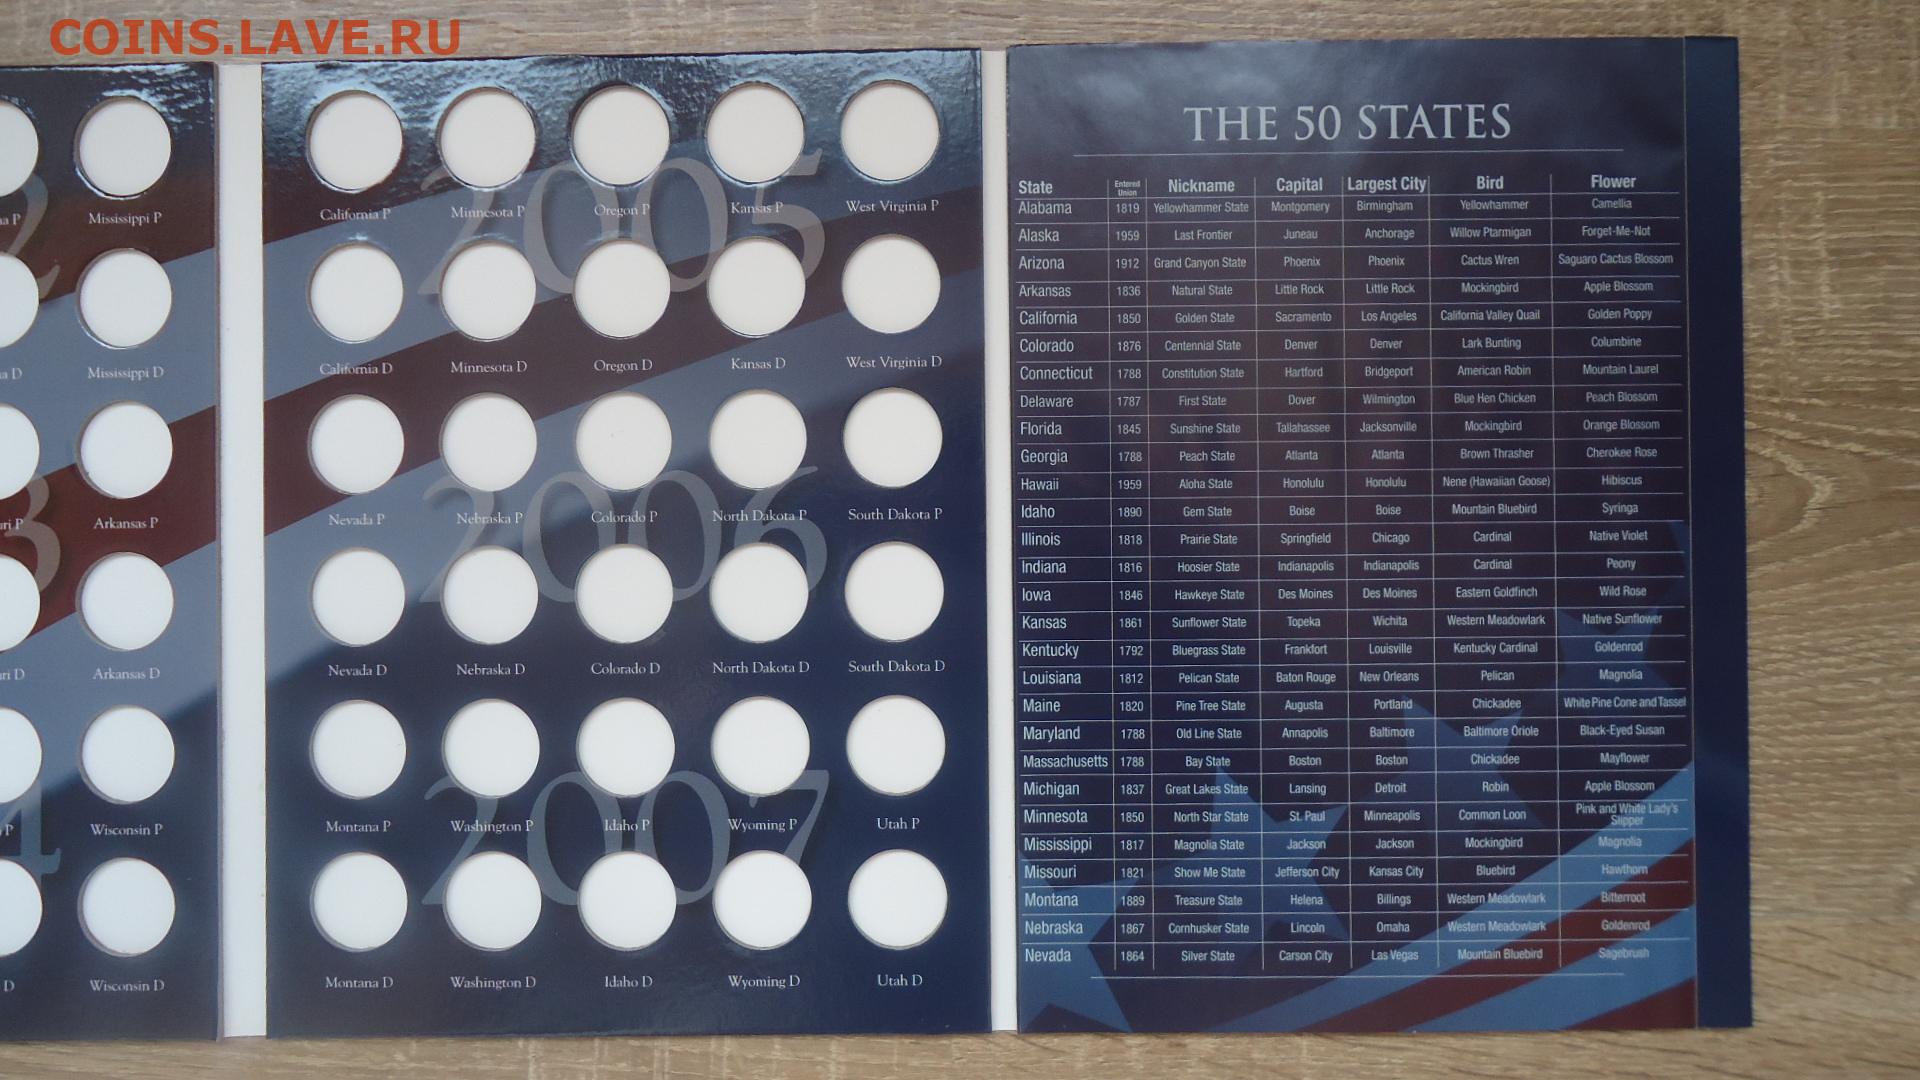 COINS.LAVE.RU
2
Mississippi P
Mississippi D
3
Arkansas P
Arkansas D
4
Wisconsin P
D
Wisconsin D
2005
California P Minnesota P Oregon P Kansas P West Virginia P
California D Minnesota D Oregon D Kansas D West Virginia D
2006
Nevada P Nebraska P Colorado P North Dakota P South Dakota P
Nevada D Nebraska D Colorado D North Dakota D South Dakota D
2007
Montana P Washington P Idaho P Wyoming P Utah P
Montana D Washington D Idaho D Wyoming D Utah D
THE 50 STATES
State Entered Union Nickname Capital Largest City Bird Flower
Alabama 1819 Yellowhammer State Montgomery Birmingham Yellowhammer Camellia
Alaska 1959 Last Frontier Juneau Anchorage Willow Ptarmigan Forget-Me-Not
Arizona 1912 Grand Canyon State Phoenix Phoenix Cactus Wren Saguaro Cactus Blossom
Arkansas 1836 Natural State Little Rock Little Rock Mockingbird Apple Blossom
California 1850 Golden State Sacramento Los Angeles California Valley Quail Golden Poppy
Colorado 1876 Centennial State Denver Denver Lark Bunting Columbine
Connecticut 1788 Constitution State Hartford Bridgeport American Robin Mountain Laurel
Delaware 1787 First State Dover Wilmington Blue Hen Chicken Peach Blossom
Florida 1845 Sunshine State Tallahassee Jacksonville Mockingbird Orange Blossom
Georgia 1788 Peach State Atlanta Atlanta Brown Thrasher Cherokee Rose
Hawaii 1959 Aloha State Honolulu Honolulu Nene (Hawaiian Goose) Hibiscus
Idaho 1890 Gem State Boise Boise Mountain Bluebird Syringa
Illinois 1818 Prairie State Springfield Chicago Cardinal Native Violet
Indiana 1816 Hoosier State Indianapolis Indianapolis Cardinal Peony
Iowa 1846 Hawkeye State Des Moines Des Moines Eastern Goldfinch Wild Rose
Kansas 1861 Sunflower State Topeka Wichita Western Meadowlark Native Sunflower
Kentucky 1792 Bluegrass State Frankfort Louisville Kentucky Cardinal Goldenrod
Louisiana 1812 Pelican State Baton Rouge New Orleans Pelican Magnolia
Maine 1820 Pine Tree State Augusta Portland Chickadee White Pine Cone and Tassel
Maryland 1788 Old Line State Annapolis Baltimore Baltimore Oriole Black-Eyed Susan
Massachusetts 1788 Bay State Boston Boston Chickadee Mayflower
Michigan 1837 Great Lakes State Lansing Detroit Robin Apple Blossom
Minnesota 1850 North Star State St. Paul Minneapolis Common Loon Pink and White Lady's Slipper
Mississippi 1817 Magnolia State Jackson Jackson Mockingbird Magnolia
Missouri 1821 Show Me State Jefferson City Kansas City Bluebird Hawthorn
Montana 1889 Treasure State Helena Billings Western Meadowlark Bitterroot
Nebraska 1867 Cornhusker State Lincoln Omaha Western Meadowlark Goldenrod
Nevada 1864 Silver State Carson City Las Vegas Mountain Bluebird Sagebrush